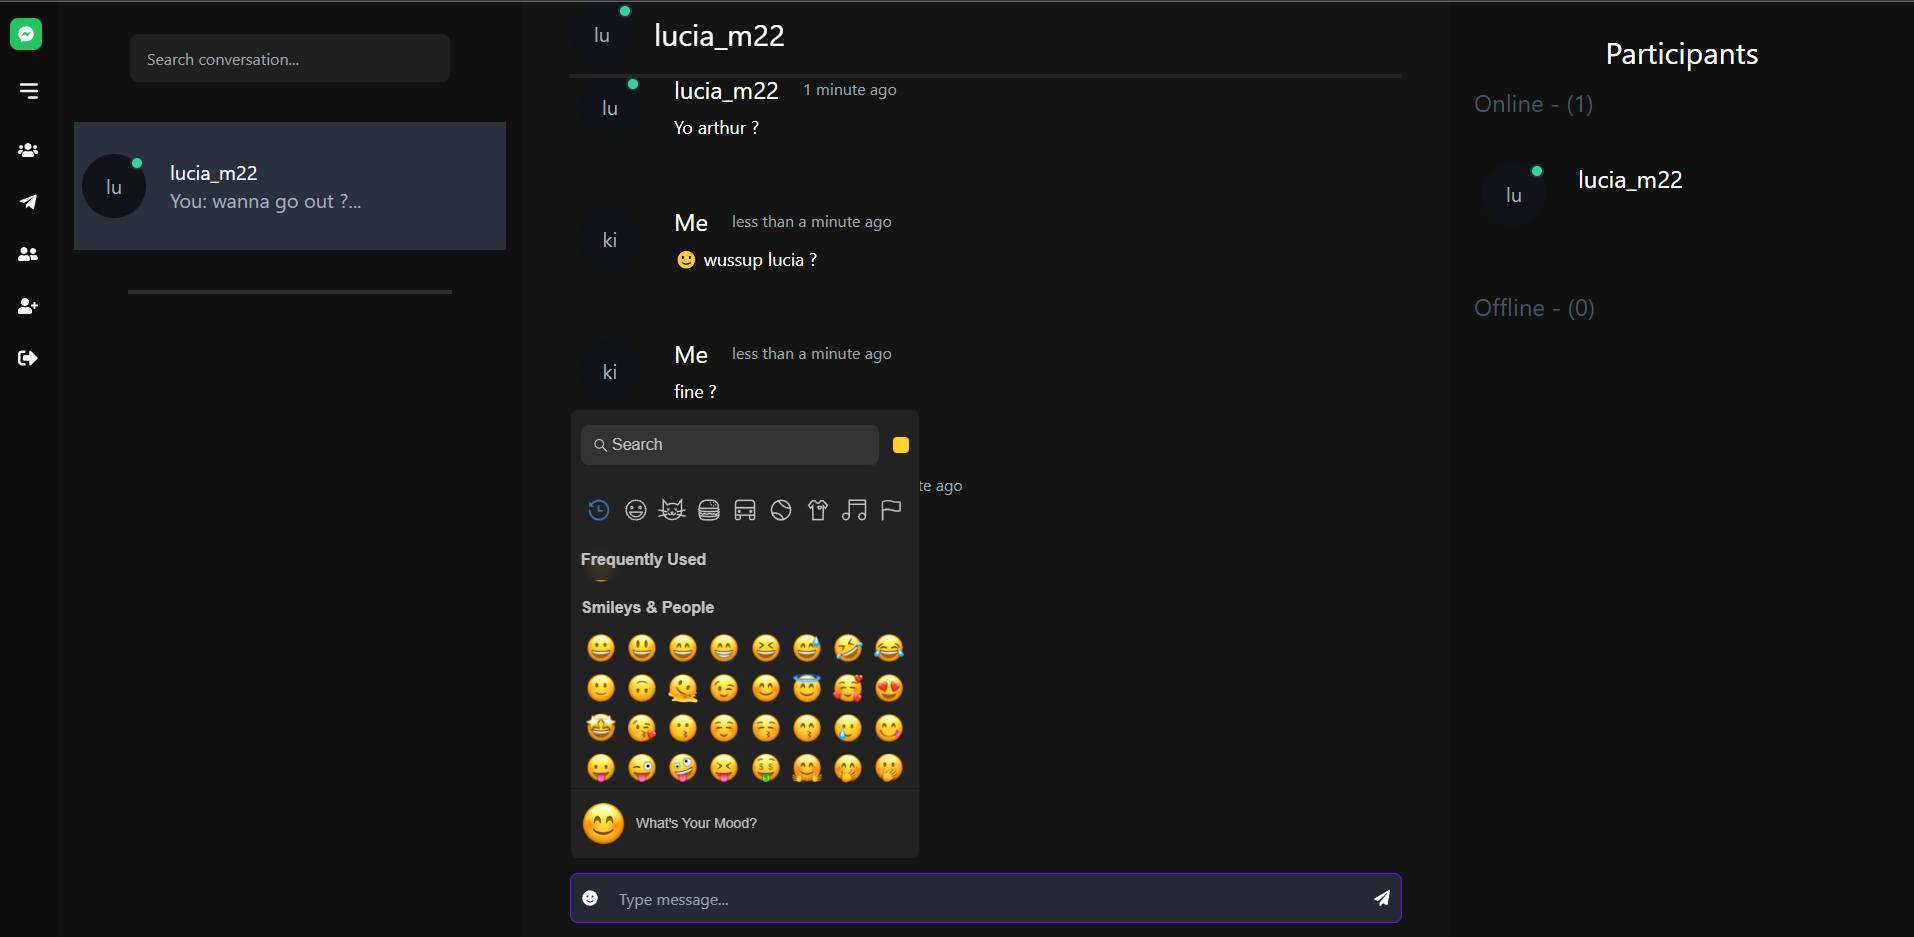 Search conversation...
lu
lucia_m22
You: wanna go out ?...
lu
lucia_m22
lu
lucia_m22 1 minute ago
Yo arthur ?
ki
Me less than a minute ago
🙂 wussup lucia ?
ki
Me less than a minute ago
fine ?
te ago
Search
Frequently Used
Smileys & People
What's Your Mood?
Type message...
Participants
Online - (1)
lu
lucia_m22
Offline - (0)